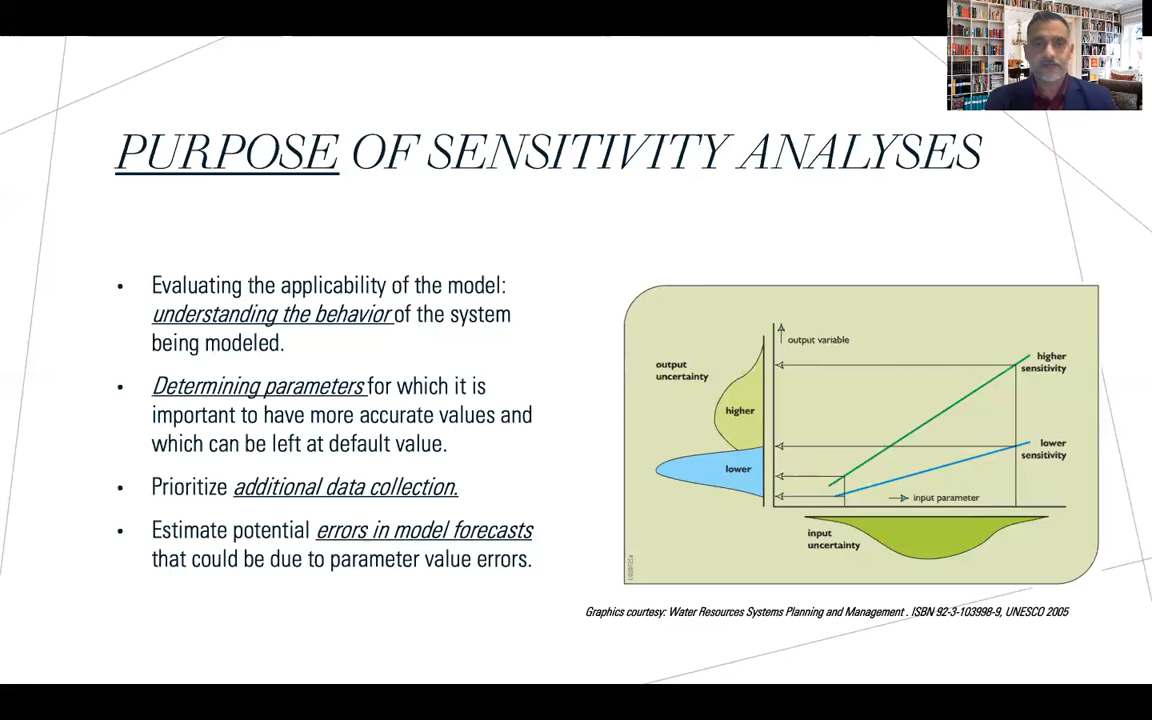 PURPOSE OF SENSITIVITY ANALYSES
• Evaluating the applicability of the model:
understanding the behavior of the system
being modeled.
• Determining parameters for which it is
important to have more accurate values and
which can be left at default value.
• Prioritize additional data collection.
• Estimate potential errors in model forecasts
that could be due to parameter value errors.
output variable
output
uncertainty
higher
lower
higher
sensitivity
lower
sensitivity
input parameter
input
uncertainty
Graphics courtesy: Water Resources Systems Planning and Management . ISBN 92-3-103998-9, UNESCO 2005